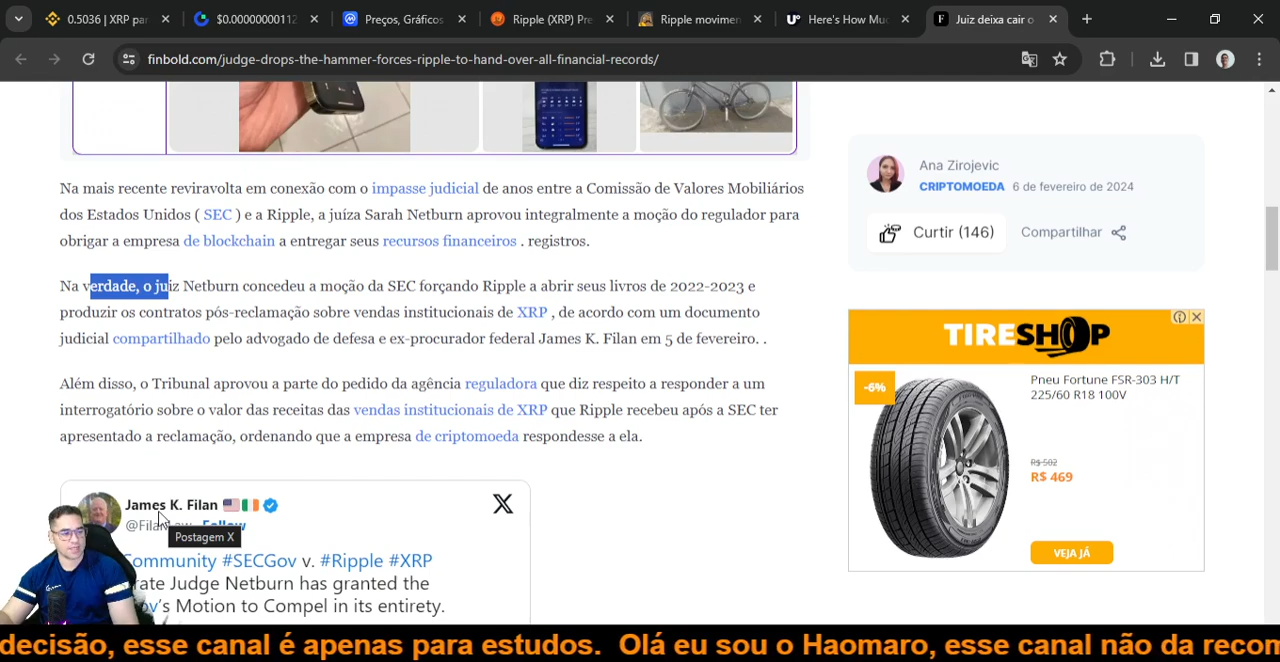 0.5036 | XRP par
$0.0000000112
Preços, Gráficos
Ripple (XRP) Pre
Ripple movimen
Here's How Muc
Juiz deixa cair o
finbold.com/judge-drops-the-hammer-forces-ripple-to-hand-over-all-financial-records/
Na mais recente reviravolta em conexão com o impasse judicial de anos entre a Comissão de Valores Mobiliários
dos Estados Unidos ( SEC ) e a Ripple, a juíza Sarah Netburn aprovou integralmente a moção do regulador para
obrigar a empresa de blockchain a entregar seus recursos financeiros . registros.
Na verdade, o juiz Netburn concedeu a moção da SEC forçando Ripple a abrir seus livros de 2022-2023 e
produzir os contratos pós-reclamação sobre vendas institucionais de XRP , de acordo com um documento
judicial compartilhado pelo advogado de defesa e ex-procurador federal James K. Filan em 5 de fevereiro. .
Além disso, o Tribunal aprovou a parte do pedido da agência reguladora que diz respeito a responder a um
interrogatório sobre o valor das receitas das vendas institucionais de XRP que Ripple recebeu após a SEC ter
apresentado a reclamação, ordenando que a empresa de criptomoeda respondesse a ela.
James K. Filan
X
@FilanLaw Follow
Postagem X
Community #SECGov v. #Ripple #XRP
rate Judge Netburn has granted the
ov's Motion to Compel in its entirety.
Ana Zirojevic
CRIPTOMOEDA 6 de fevereiro de 2024
Curtir (146) Compartilhar
TIRESHOP
-6%
Pneu Fortune FSR-303 H/T
225/60 R18 100V
R$ 502
R$ 469
VEJA JÁ
decisão, esse canal é apenas para estudos. Olá eu sou o Haomaro, esse canal não da recon